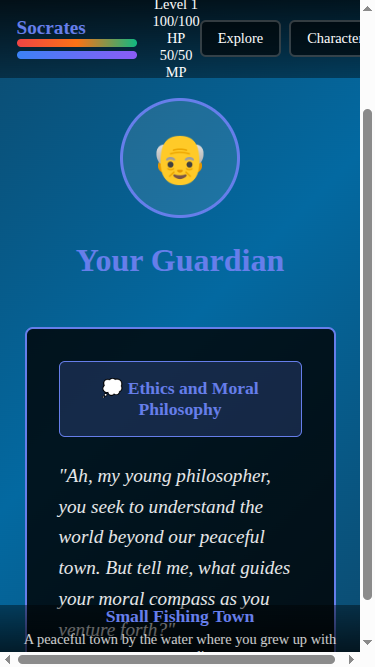 Socrates
Level 1
100/100
HP
50/50
MP
Explore
Character
Your Guardian
💭 Ethics and Moral
Philosophy
"Ah, my young philosopher,
you seek to understand the
world beyond our peaceful
town. But tell me, what guides
your moral compass as you
venture forth?"
Small Fishing Town
A peaceful town by the water where you grew up with